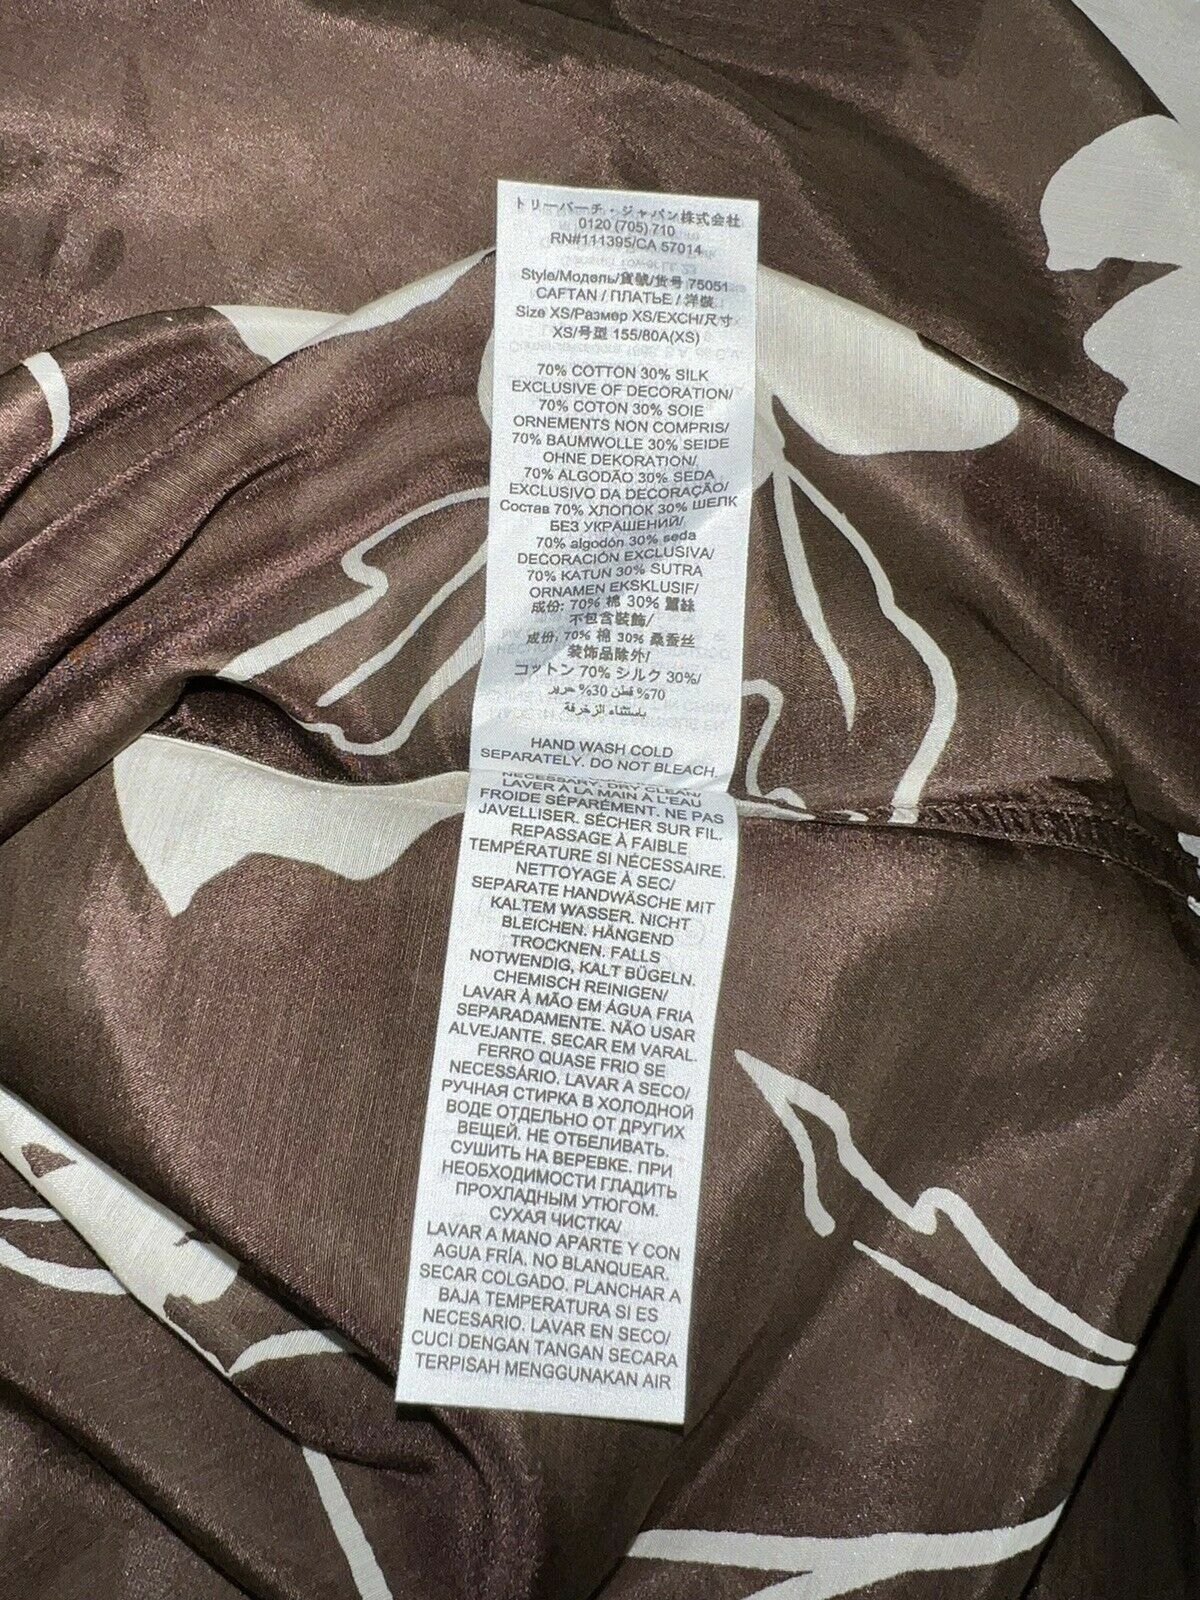 トリーバーチ・ジャパン株式会社
0120 (705) 710
RN#111395/CA 57014
Style/Модель/貨號/货号 75051
CAFTAN / ПЛАТЬЕ / 洋裝
Size XS/Размер XS/EXCH/尺寸
XS/号型 155/80A(XS)
70% COTTON 30% SILK
EXCLUSIVE OF DECORATION/
70% COTON 30% SOIE
ORNEMENTS NON COMPRIS/
70% BAUMWOLLE 30% SEIDE
OHNE DEKORATION/
70% ALGODÃO 30% SEDA
EXCLUSIVO DA DECORAÇÃO/
Состав 70% ХЛОПОК 30% ШЕЛК
БЕЗ УКРАШЕНИЙ/
70% algodón 30% seda
DECORACIÓN EXCLUSIVA/
70% KATUN 30% SUTRA
ORNAMEN EKSKLUSIF/
成份: 70% 棉 30% 蠶絲
不包含裝飾/
成份: 70% 棉 30% 桑蚕丝
装饰品除外/
コットン 70% シルク 30%/
70% قطن 30% حرير
باستثناء الزخرفة
HAND WASH COLD
SEPARATELY. DO NOT BLEACH.
NECESSARY. DRY CLEAN/
LAVER À LA MAIN À L'EAU
FROIDE SÉPARÉMENT. NE PAS
JAVELLISER. SÉCHER SUR FIL.
REPASSAGE À FAIBLE
TEMPÉRATURE SI NÉCESSAIRE.
NETTOYAGE À SEC/
SEPARATE HANDWÄSCHE MIT
KALTEM WASSER. NICHT
BLEICHEN. HÄNGEND
TROCKNEN. FALLS
NOTWENDIG, KALT BÜGELN.
CHEMISCH REINIGEN/
LAVAR À MÃO EM ÁGUA FRIA
SEPARADAMENTE. NÃO USAR
ALVEJANTE. SECAR EM VARAL.
FERRO QUASE FRIO SE
NECESSÁRIO. LAVAR A SECO/
РУЧНАЯ СТИРКА В ХОЛОДНОЙ
ВОДЕ ОТДЕЛЬНО ОТ ДРУГИХ
ВЕЩЕЙ. НЕ ОТБЕЛИВАТЬ.
СУШИТЬ НА ВЕРЕВКЕ. ПРИ
НЕОБХОДИМОСТИ ГЛАДИТЬ
ПРОХЛАДНЫМ УТЮГОМ.
СУХАЯ ЧИСТКА/
LAVAR A MANO APARTE Y CON
AGUA FRÍA. NO BLANQUEAR.
SECAR COLGADO. PLANCHAR A
BAJA TEMPERATURA SI ES
NECESARIO. LAVAR EN SECO/
CUCI DENGAN TANGAN SECARA
TERPISAH MENGGUNAKAN AIR